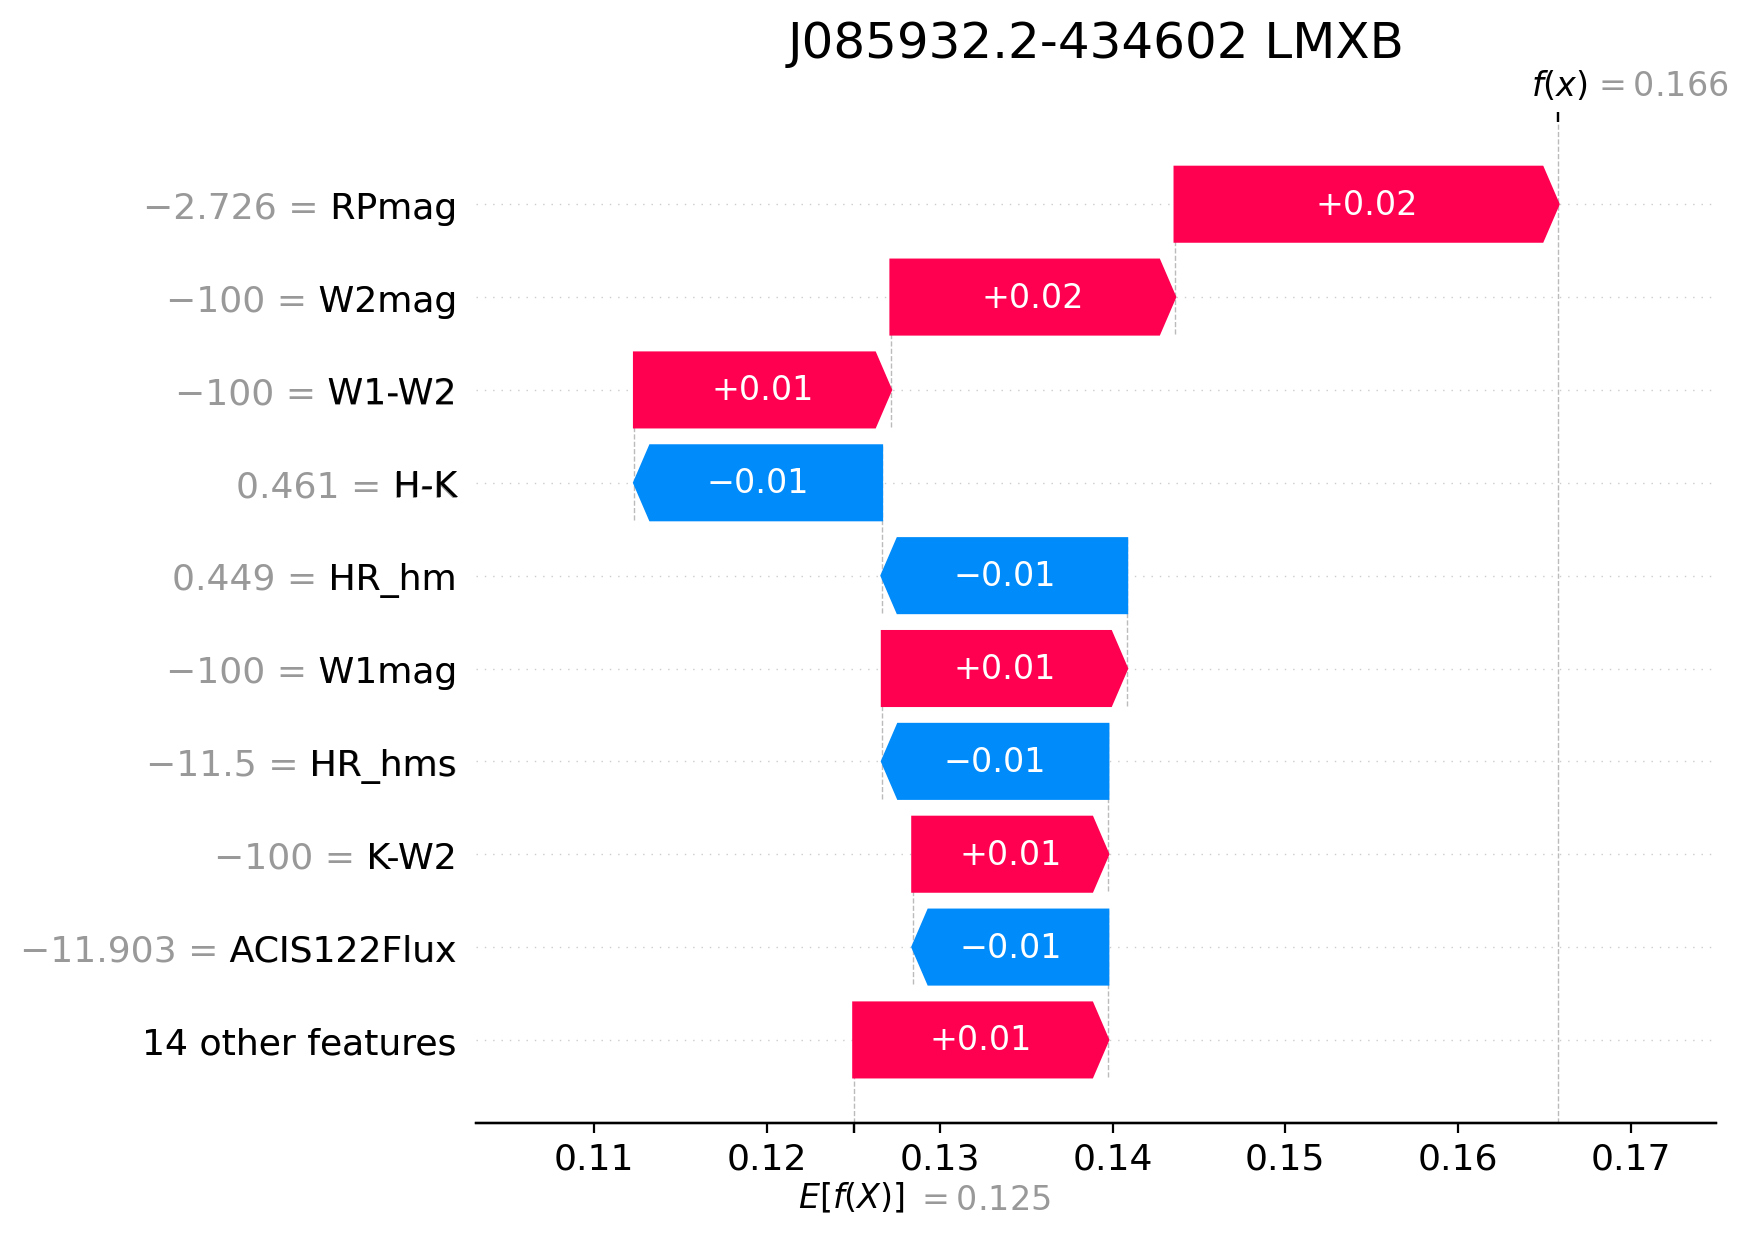 J085932.2-434602 LMXB
f(x) = 0.166
−2.726 = RPmag +0.02
−100 = W2mag +0.02
−100 = W1-W2 +0.01
0.461 = H-K −0.01
0.449 = HR_hm −0.01
−100 = W1mag +0.01
−11.5 = HR_hms −0.01
−100 = K-W2 +0.01
−11.903 = ACIS122Flux −0.01
14 other features +0.01
0.11 0.12 0.13 0.14 0.15 0.16 0.17
E[f(X)] = 0.125